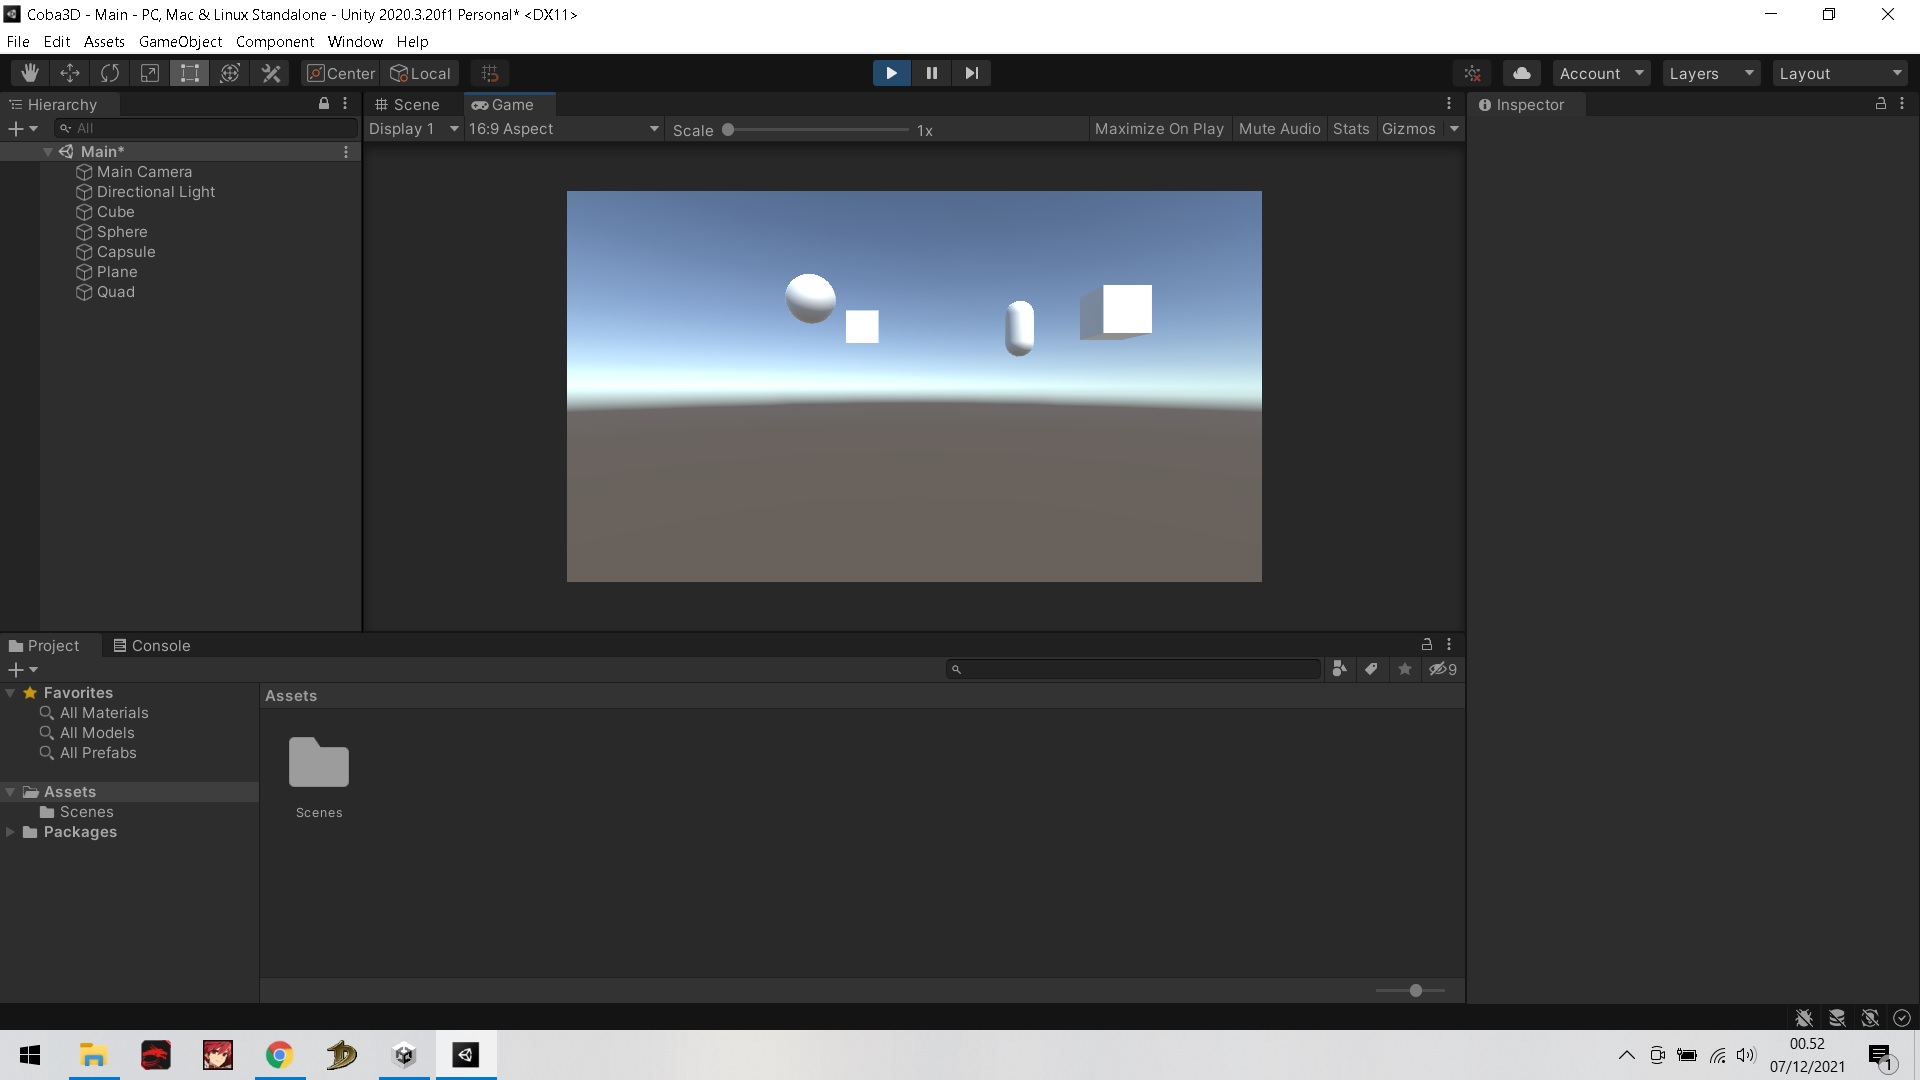 Coba3D - Main - PC, Mac & Linux Standalone - Unity 2020.3.20f1 Personal* <DX11>
File Edit Assets GameObject Component Window Help
Center Local Account Layers Layout
Hierarchy
Scene Game
Inspector
All
Display 1 16:9 Aspect Scale 1x Maximize On Play Mute Audio Stats Gizmos
Main*
Main Camera
Directional Light
Cube
Sphere
Capsule
Plane
Quad
Project Console
9
Favorites
All Materials
All Models
All Prefabs
Assets
Scenes
Packages
Assets
Scenes
00.52
07/12/2021
1